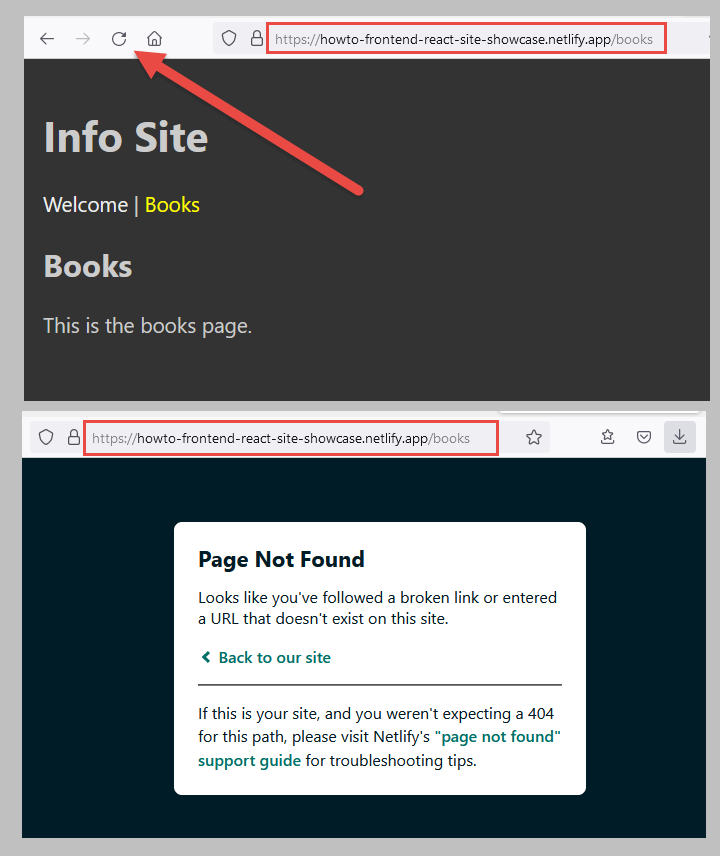 https://howto-frontend-react-site-showcase.netlify.app/books
Info Site
Welcome | Books
Books
This is the books page.
https://howto-frontend-react-site-showcase.netlify.app/books
Page Not Found
Looks like you've followed a broken link or entered
a URL that doesn't exist on this site.
Back to our site
If this is your site, and you weren't expecting a 404
for this path, please visit Netlify's "page not found"
support guide for troubleshooting tips.